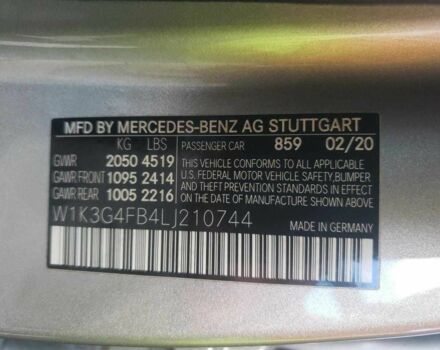 MFD BY MERCEDES-BENZ AG STUTTGART
KG LBS
GVWR 2050 4519
GAWR FRONT 1095 2414
GAWR REAR 1005 2216
PASSENGER CAR 859 02/20
THIS VEHICLE CONFORMS TO ALL APPLICABLE
U.S. FEDERAL MOTOR VEHICLE SAFETY,BUMPER
AND THEFT PREVENTION STANDARDS IN EFFECT
ON THE DATE OF MANUFACTURE SHOWN ABOVE.
W1K3G4FB4LJ210744
MADE IN GERMANY